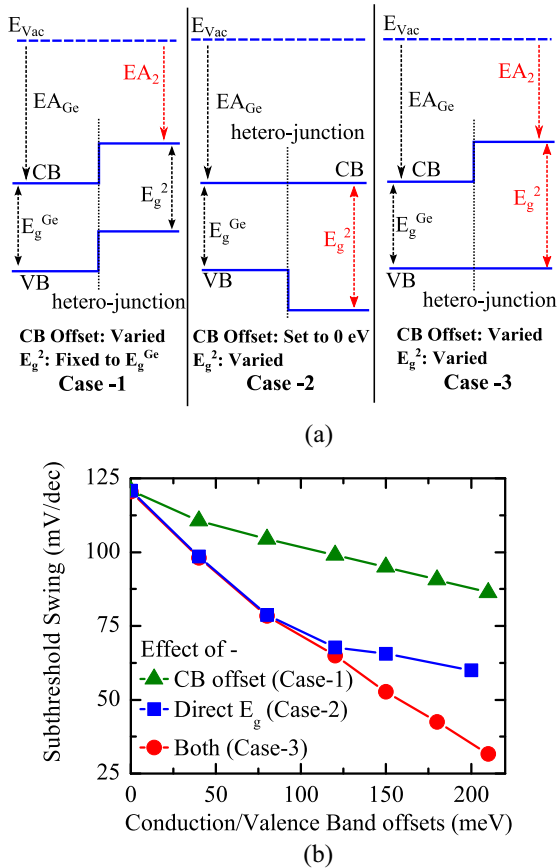 E_Vac
EA_Ge
EA_2
CB
E_g^Ge
E_g^2
VB
hetero-junction
CB Offset: Varied
E_g^2: Fixed to E_g^Ge
Case -1
E_Vac
EA_Ge
hetero-junction
CB
E_g^Ge
E_g^2
VB
CB Offset: Set to 0 eV
E_g^2: Varied
Case -2
E_Vac
EA_Ge
EA_2
CB
E_g^Ge
E_g^2
VB
hetero-junction
CB Offset: Varied
E_g^2: Varied
Case -3
(a)
Subthreshold Swing (mV/dec)
125
100
75
50
25
Effect of -
CB offset (Case-1)
Direct E_g (Case-2)
Both (Case-3)
0 50 100 150 200
Conduction/Valence Band offsets (meV)
(b)